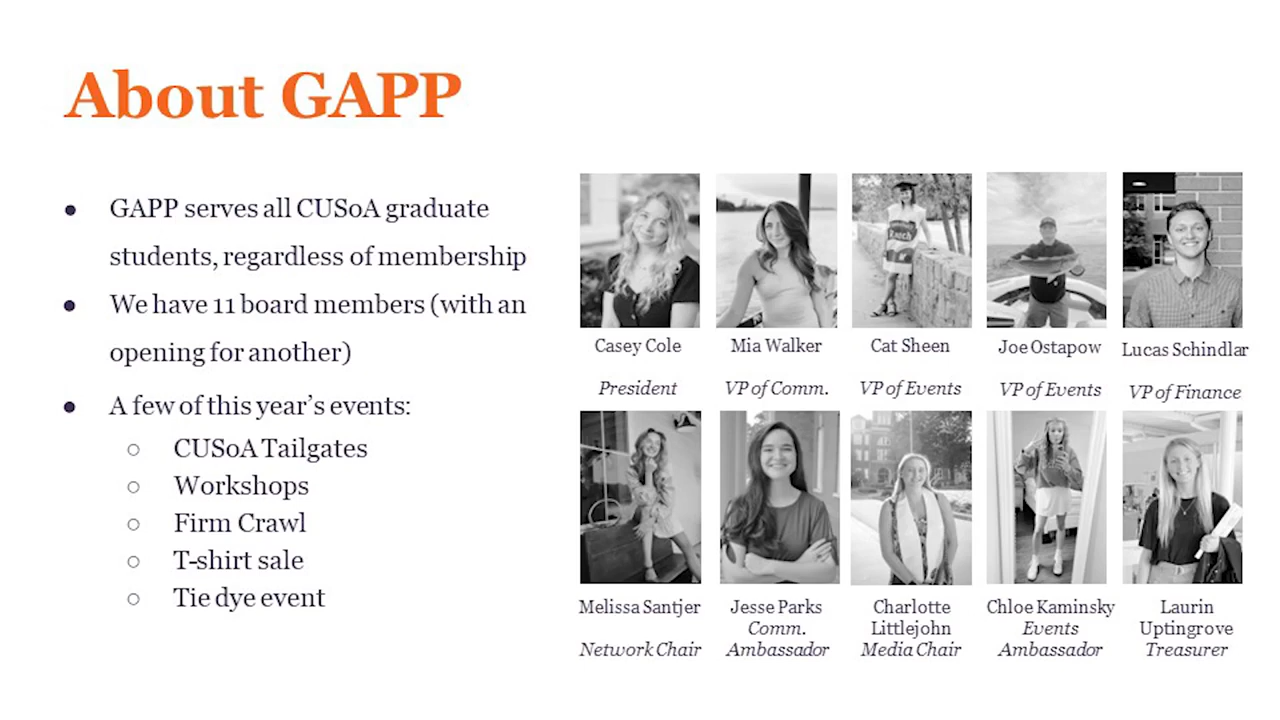 About GAPP
● GAPP serves all CUSoA graduate
students, regardless of membership
● We have 11 board members (with an
opening for another)
● A few of this year’s events:
○ CUSoA Tailgates
○ Workshops
○ Firm Crawl
○ T-shirt sale
○ Tie dye event
Casey Cole
President
Mia Walker
VP of Comm.
Cat Sheen
VP of Events
Joe Ostapow
VP of Events
Lucas Schindlar
VP of Finance
Ranch
Melissa Santjer
Network Chair
Jesse Parks
Comm.
Ambassador
Charlotte
Littlejohn
Media Chair
Chloe Kaminsky
Events
Ambassador
Laurin
Uptingrove
Treasurer